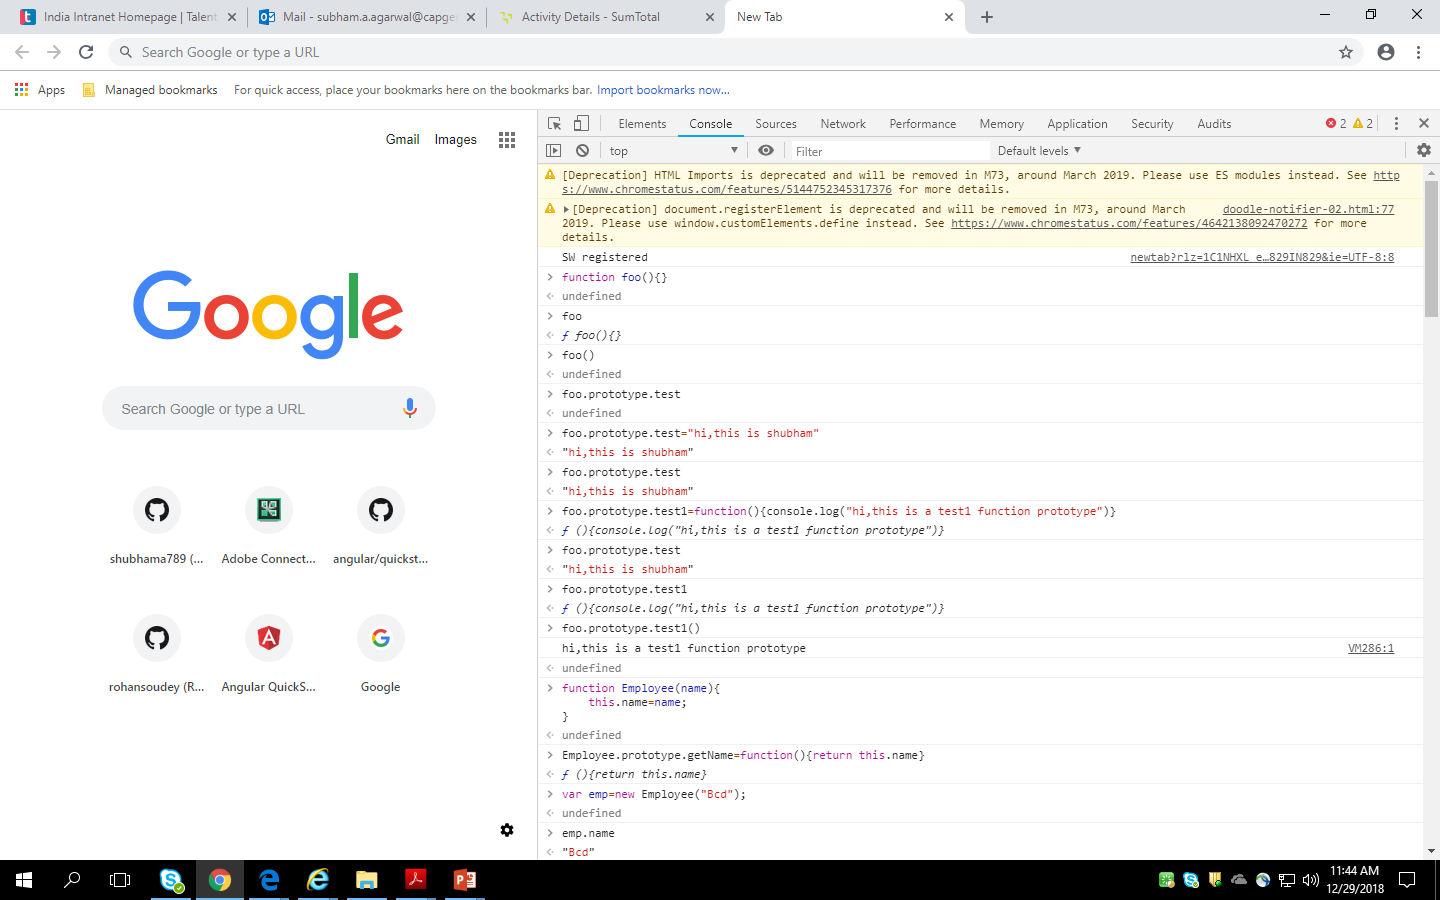 India Intranet Homepage | Talent
Mail - subham.a.agarwal@capge
Activity Details - SumTotal
New Tab
Search Google or type a URL
Apps
Managed bookmarks
For quick access, place your bookmarks here on the bookmarks bar. Import bookmarks now...
Gmail
Images
Google
Search Google or type a URL
shubhama789 (...
Adobe Connect...
angular/quickst...
rohansoudey (R...
Angular QuickS...
Google
Elements
Console
Sources
Network
Performance
Memory
Application
Security
Audits
2
2
top
Filter
Default levels
[Deprecation] HTML Imports is deprecated and will be removed in M73, around March 2019. Please use ES modules instead. See http
s://www.chromestatus.com/features/5144752345317376 for more details.
[Deprecation] document.registerElement is deprecated and will be removed in M73, around March
doodle-notifier-02.html:77
2019. Please use window.customElements.define instead. See https://www.chromestatus.com/features/4642138092470272 for more
details.
SW registered
newtab?rlz=1C1NHXL_e…829IN829&ie=UTF-8:8
function foo(){}
undefined
foo
ƒ foo(){}
foo()
undefined
foo.prototype.test
undefined
foo.prototype.test="hi,this is shubham"
"hi,this is shubham"
foo.prototype.test
"hi,this is shubham"
foo.prototype.test1=function(){console.log("hi,this is a test1 function prototype")}
ƒ (){console.log("hi,this is a test1 function prototype")}
foo.prototype.test
"hi,this is shubham"
foo.prototype.test1
ƒ (){console.log("hi,this is a test1 function prototype")}
foo.prototype.test1()
hi,this is a test1 function prototype
VM286:1
undefined
function Employee(name){
this.name=name;
}
undefined
Employee.prototype.getName=function(){return this.name}
ƒ (){return this.name}
var emp=new Employee("Bcd");
undefined
emp.name
"Bcd"
11:44 AM
12/29/2018